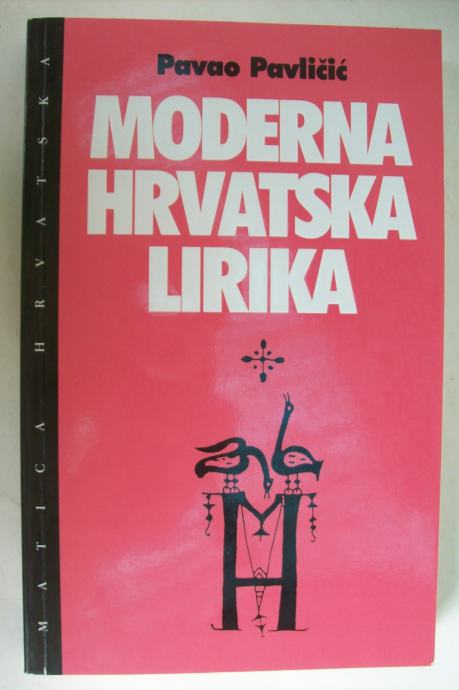 Pavao Pavličić
MODERNA
HRVATSKA
LIRIKA
MATICA HRVATSKA